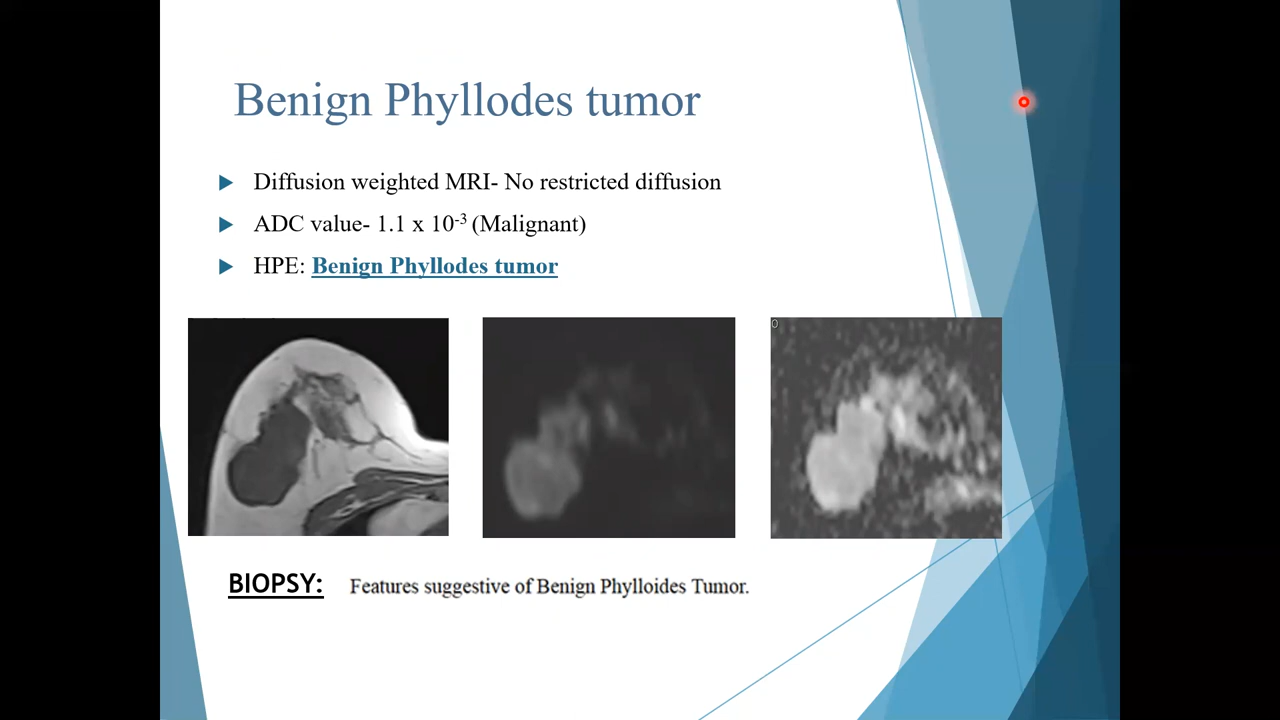 Benign Phyllodes tumor
Diffusion weighted MRI- No restricted diffusion
ADC value- 1.1 x 10-3 (Malignant)
HPE: Benign Phyllodes tumor
BIOPSY: Features suggestive of Benign Phylloides Tumor.